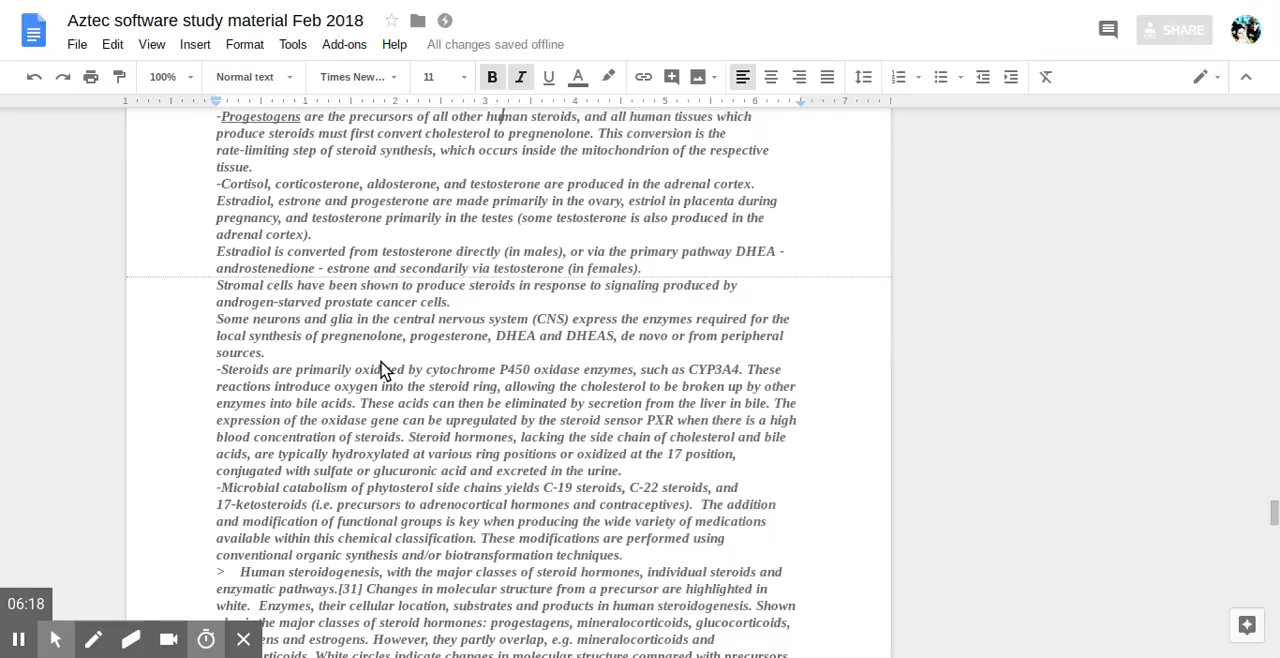 Aztec software study material Feb 2018
File Edit View Insert Format Tools Add-ons Help All changes saved offline
SHARE
100% Normal text Times New... 11 B I U A
1 1 2 3 4 5 6 7
-Progestogens are the precursors of all other human steroids, and all human tissues which
produce steroids must first convert cholesterol to pregnenolone. This conversion is the
rate-limiting step of steroid synthesis, which occurs inside the mitochondrion of the respective
tissue.
-Cortisol, corticosterone, aldosterone, and testosterone are produced in the adrenal cortex.
Estradiol, estrone and progesterone are made primarily in the ovary, estriol in placenta during
pregnancy, and testosterone primarily in the testes (some testosterone is also produced in the
adrenal cortex).
Estradiol is converted from testosterone directly (in males), or via the primary pathway DHEA -
androstenedione - estrone and secondarily via testosterone (in females).
Stromal cells have been shown to produce steroids in response to signaling produced by
androgen-starved prostate cancer cells.
Some neurons and glia in the central nervous system (CNS) express the enzymes required for the
local synthesis of pregnenolone, progesterone, DHEA and DHEAS, de novo or from peripheral
sources.
-Steroids are primarily oxidized by cytochrome P450 oxidase enzymes, such as CYP3A4. These
reactions introduce oxygen into the steroid ring, allowing the cholesterol to be broken up by other
enzymes into bile acids. These acids can then be eliminated by secretion from the liver in bile. The
expression of the oxidase gene can be upregulated by the steroid sensor PXR when there is a high
blood concentration of steroids. Steroid hormones, lacking the side chain of cholesterol and bile
acids, are typically hydroxylated at various ring positions or oxidized at the 17 position,
conjugated with sulfate or glucuronic acid and excreted in the urine.
-Microbial catabolism of phytosterol side chains yields C-19 steroids, C-22 steroids, and
17-ketosteroids (i.e. precursors to adrenocortical hormones and contraceptives).  The addition
and modification of functional groups is key when producing the wide variety of medications
available within this chemical classification. These modifications are performed using
conventional organic synthesis and/or biotransformation techniques.
> Human steroidogenesis, with the major classes of steroid hormones, individual steroids and
enzymatic pathways.[31] Changes in molecular structure from a precursor are highlighted in
white.  Enzymes, their cellular location, substrates and products in human steroidogenesis. Shown
the major classes of steroid hormones: progestagens, mineralocorticoids, glucocorticoids,
and estrogens. However, they partly overlap, e.g. mineralocorticoids and
White circles indicate changes in molecular structure compared with precursors
06:18